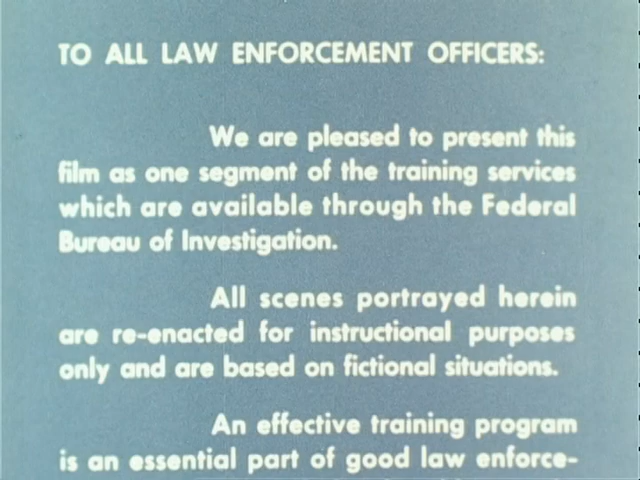 TO ALL LAW ENFORCEMENT OFFICERS:
We are pleased to present this
film as one segment of the training services
which are available through the Federal
Bureau of Investigation.
All scenes portrayed herein
are re-enacted for instructional purposes
only and are based on fictional situations.
An effective training program
is an essential part of good law enforce-